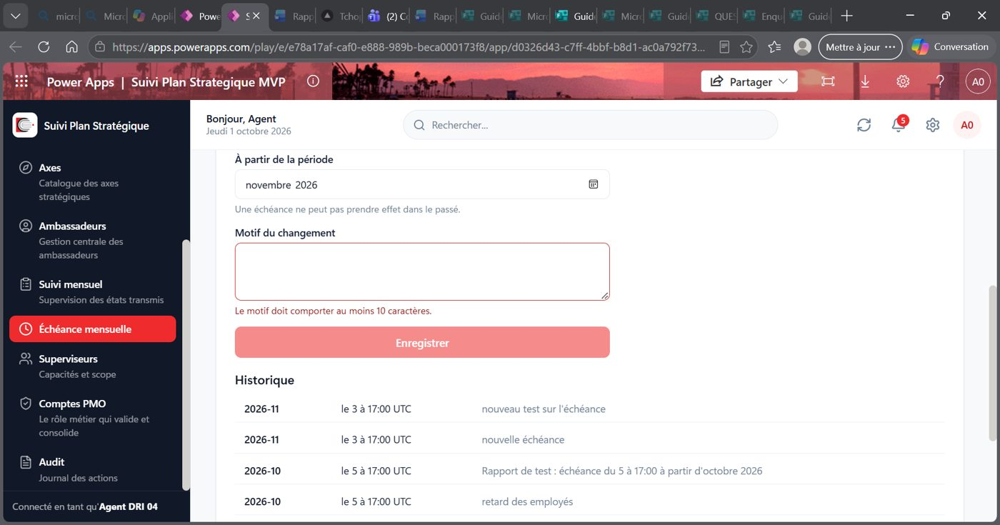 micr
Micr
Appli
Powe
S
Rapp
Tcho
(2) C
Rapp
Guid
Micr
Guid
Micr
Guid
QUES
Enqu
Guid
https://apps.powerapps.com/play/e/e78a17af-caf0-e888-989b-beca000173f8/app/d0326d43-c7ff-4bbf-b8d1-ac0a792f73...
Mettre à jour
Conversation
Power Apps | Suivi Plan Strategique MVP
Partager
A0
Suivi Plan Stratégique
Bonjour, Agent
Jeudi 1 octobre 2026
Rechercher...
5
A0
Axes
Catalogue des axes
stratégiques
Ambassadeurs
Gestion centrale des
ambassadeurs
Suivi mensuel
Supervision des états transmis
Échéance mensuelle
Superviseurs
Capacités et scope
Comptes PMO
Le rôle métier qui valide et
consolide
Audit
Journal des actions
Connecté en tant qu'Agent DRI 04
À partir de la période
novembre 2026
Une échéance ne peut pas prendre effet dans le passé.
Motif du changement
Le motif doit comporter au moins 10 caractères.
Enregistrer
Historique
2026-11 le 3 à 17:00 UTC nouveau test sur l'échéance
2026-11 le 3 à 17:00 UTC nouvelle échéance
2026-10 le 5 à 17:00 UTC Rapport de test : échéance du 5 à 17:00 à partir d'octobre 2026
2026-10 le 5 à 17:00 UTC retard des employés